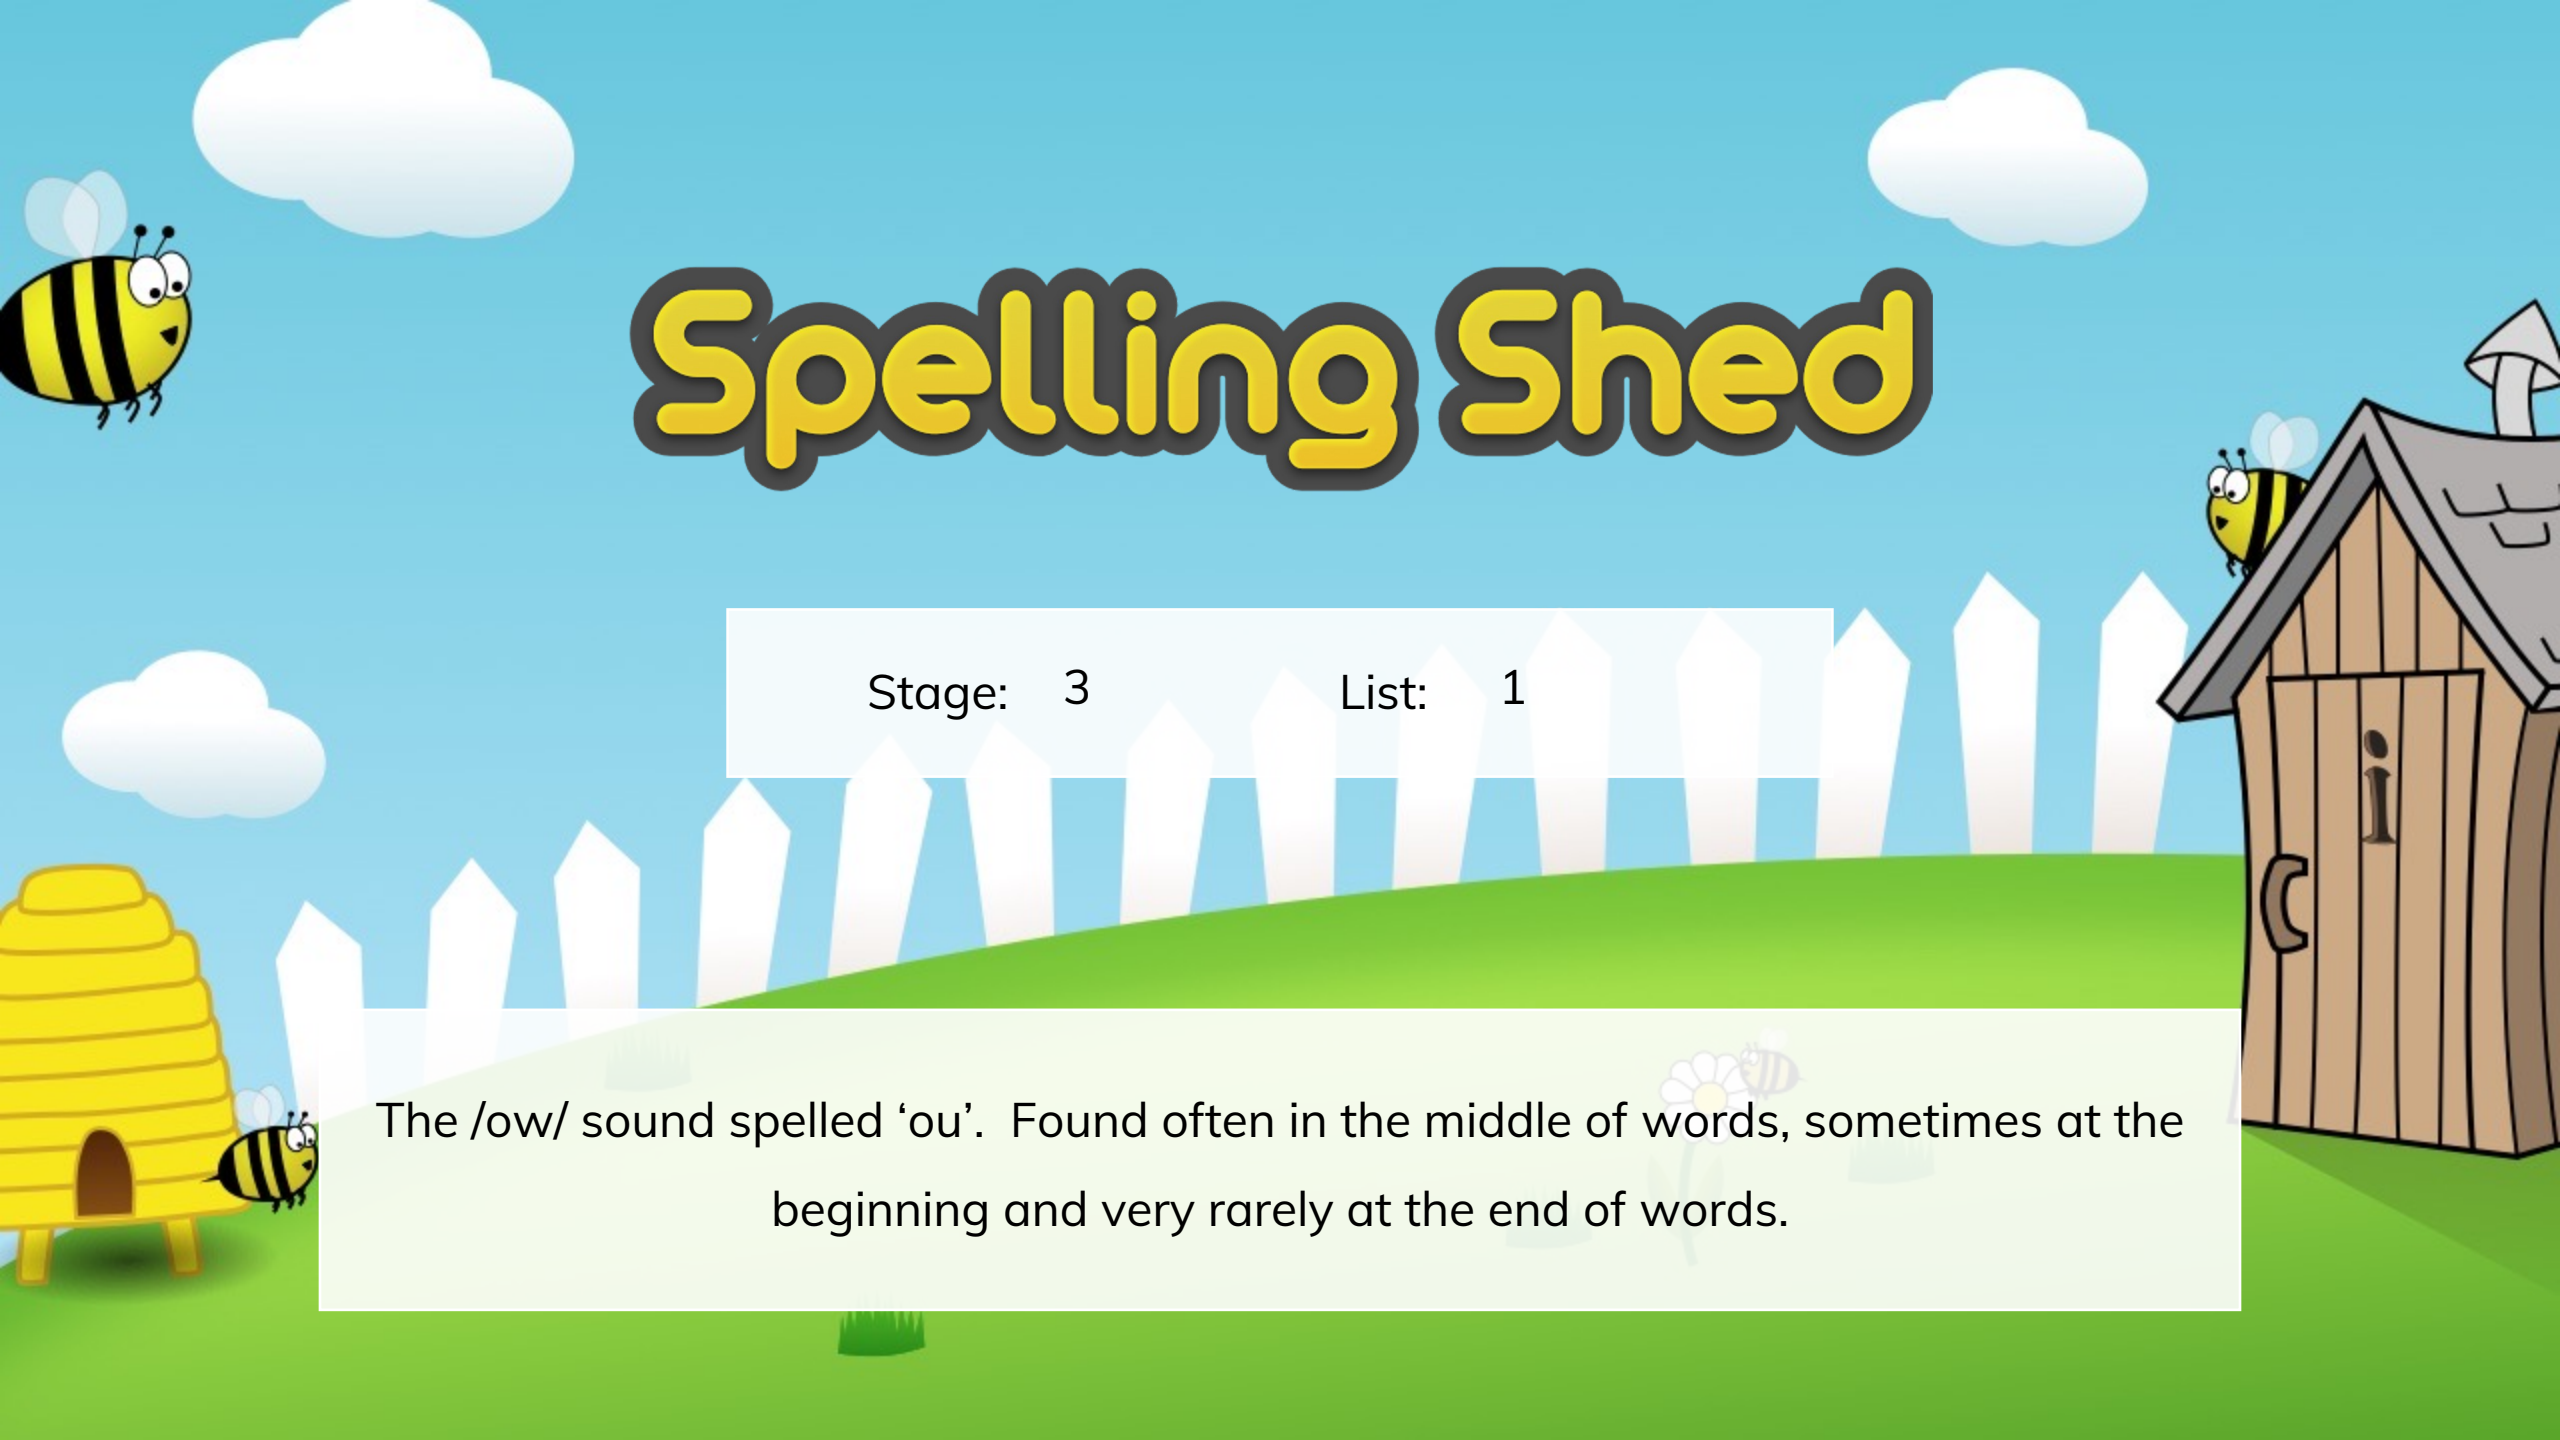 Spelling Shed
Stage: 3 List: 1
i
The /ow/ sound spelled ‘ou’.  Found often in the middle of words, sometimes at the
beginning and very rarely at the end of words.